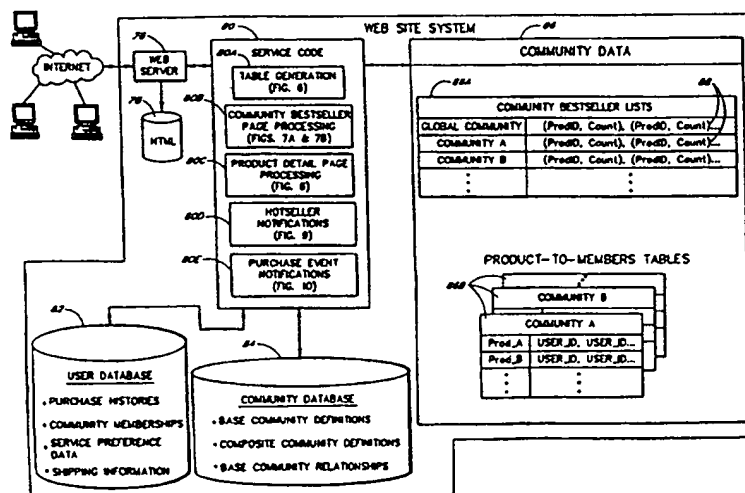 WEB SITE SYSTEM
76
80
86
80A
SERVICE CODE
COMMUNITY DATA
INTERNET
WEB
SERVER
TABLE GENERATION
(FIG. 6)
86A
88
COMMUNITY BESTSELLER LISTS
GLOBAL COMMUNITY (ProdID, Count), (ProdID, Count)...
COMMUNITY A (ProdID, Count), (ProdID, Count)...
COMMUNITY B (ProdID, Count), (ProdID, Count)...
80B
COMMUNITY BESTSELLER
PAGE PROCESSING
(FIGS. 7A & 7B)
HTML
80C
PRODUCT DETAIL PAGE
PROCESSING
(FIG. 8)
80D
HOTSELLER
NOTIFICATIONS
(FIG. 9)
80E
PURCHASE EVENT
NOTIFICATIONS
(FIG. 10)
PRODUCT-TO-MEMBERS TABLES
86B
COMMUNITY B
COMMUNITY A
Prod_A USER_ID, USER_ID...
Prod_B USER_ID, USER_ID...
82
USER DATABASE
• PURCHASE HISTORIES
• COMMUNITY MEMBERSHIPS
• SERVICE PREFERENCE
DATA
• SHIPPING INFORMATION
84
COMMUNITY DATABASE
• BASE COMMUNITY DEFINITIONS
• COMPOSITE COMMUNITY DEFINITIONS
• BASE COMMUNITY RELATIONSHIPS